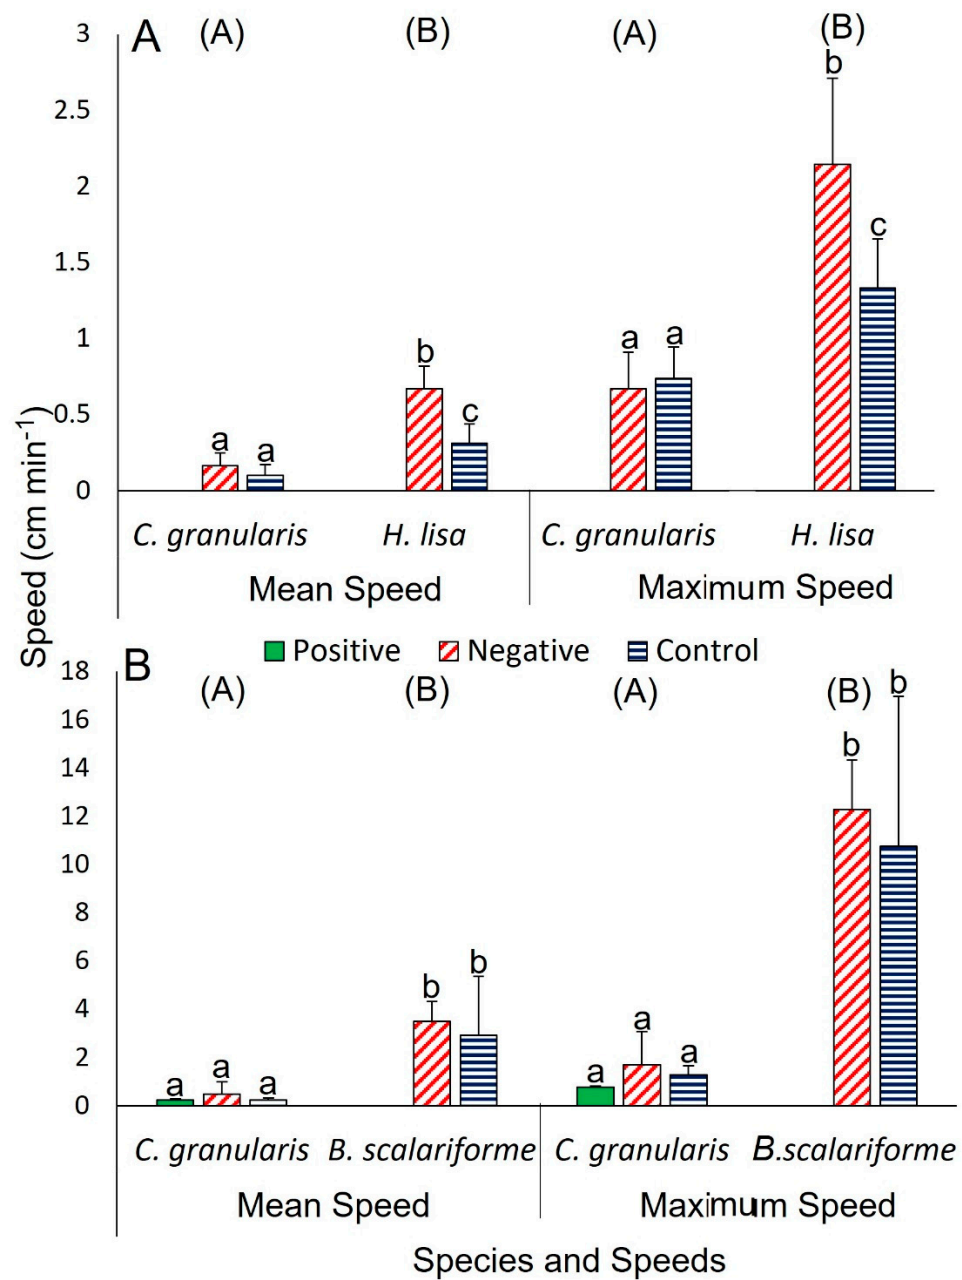 A (A) (B) (A) (B)
3
2.5
2
1.5
1
0.5
0
b
c
b
c
a
a
a
a
Speed (cm min-1)
C. granularis H. lisa C. granularis H. lisa
Mean Speed Maximum Speed
Positive Negative Control
B (A) (B) (A) (B)
18
16
14
12
10
8
6
4
2
0
b
b
b
b
a
a
a
a
a
a
C. granularis B. scalariforme C. granularis B.scalariforme
Mean Speed Maximum Speed
Species and Speeds